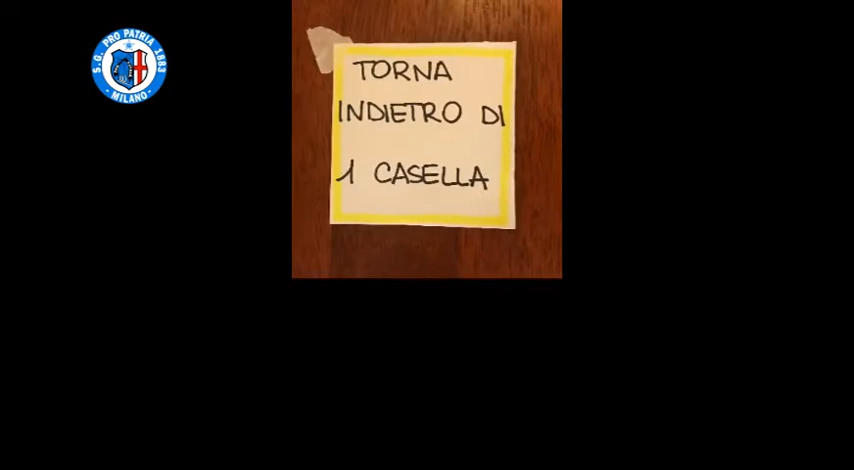 S.G. PRO PATRIA 1883
• MILANO •
TORNA
INDIETRO DI
1 CASELLA